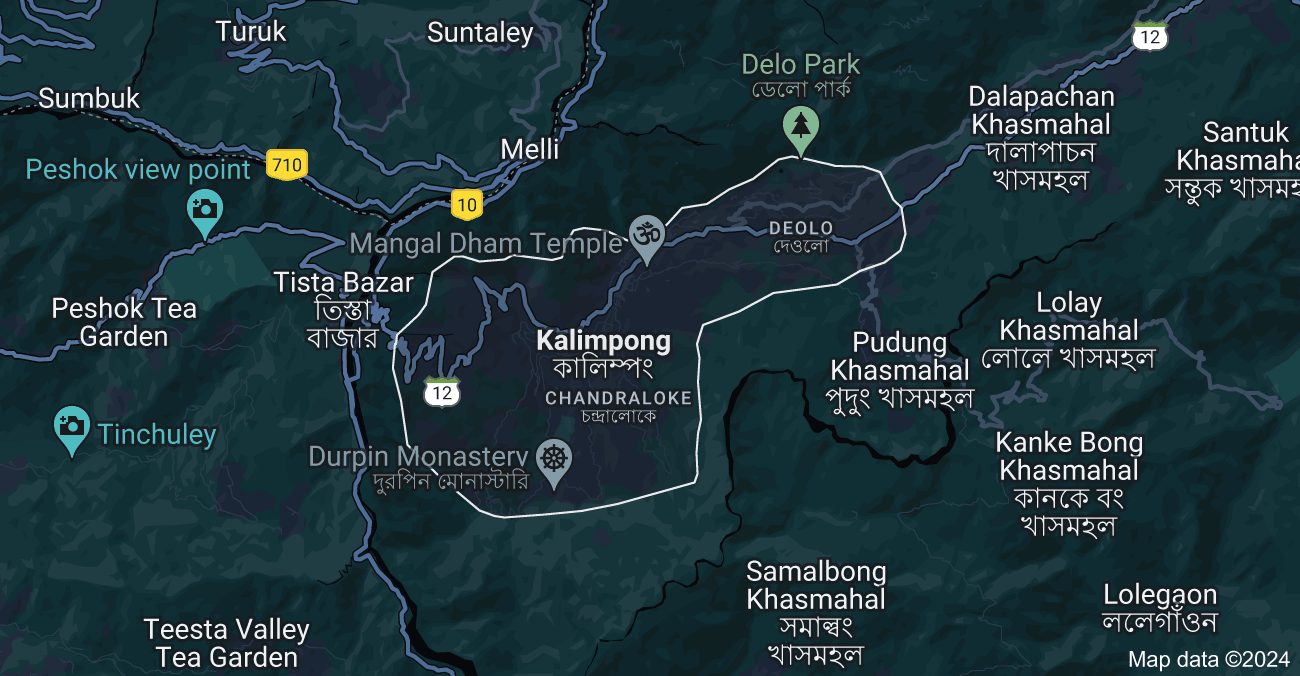 Turuk
Suntaley
12
Delo Park
ডেলো পার্ক
Sumbuk
Dalapachan
Khasmahal
দালাপাচন
খাসমহল
Santuk
Khasmaha
সন্তুক খাসমহ
Melli
710
Peshok view point
10
Mangal Dham Temple
DEOLO
দেওলো
Tista Bazar
তিস্তা
বাজার
Peshok Tea
Garden
Lolay
Khasmahal
লোলে খাসমহল
Kalimpong
কালিম্পং
Pudung
Khasmahal
পুদুং খাসমহল
12
CHANDRALOKE
চন্দ্রালোকে
Tinchuley
Durpin Monastery
দুরপিন মোনাস্টারি
Kanke Bong
Khasmahal
কানকে বং
খাসমহল
Samalbong
Khasmahal
সমাল্বং
খাসমহল
Lolegaon
ললেগাঁওন
Teesta Valley
Tea Garden
Map data ©2024